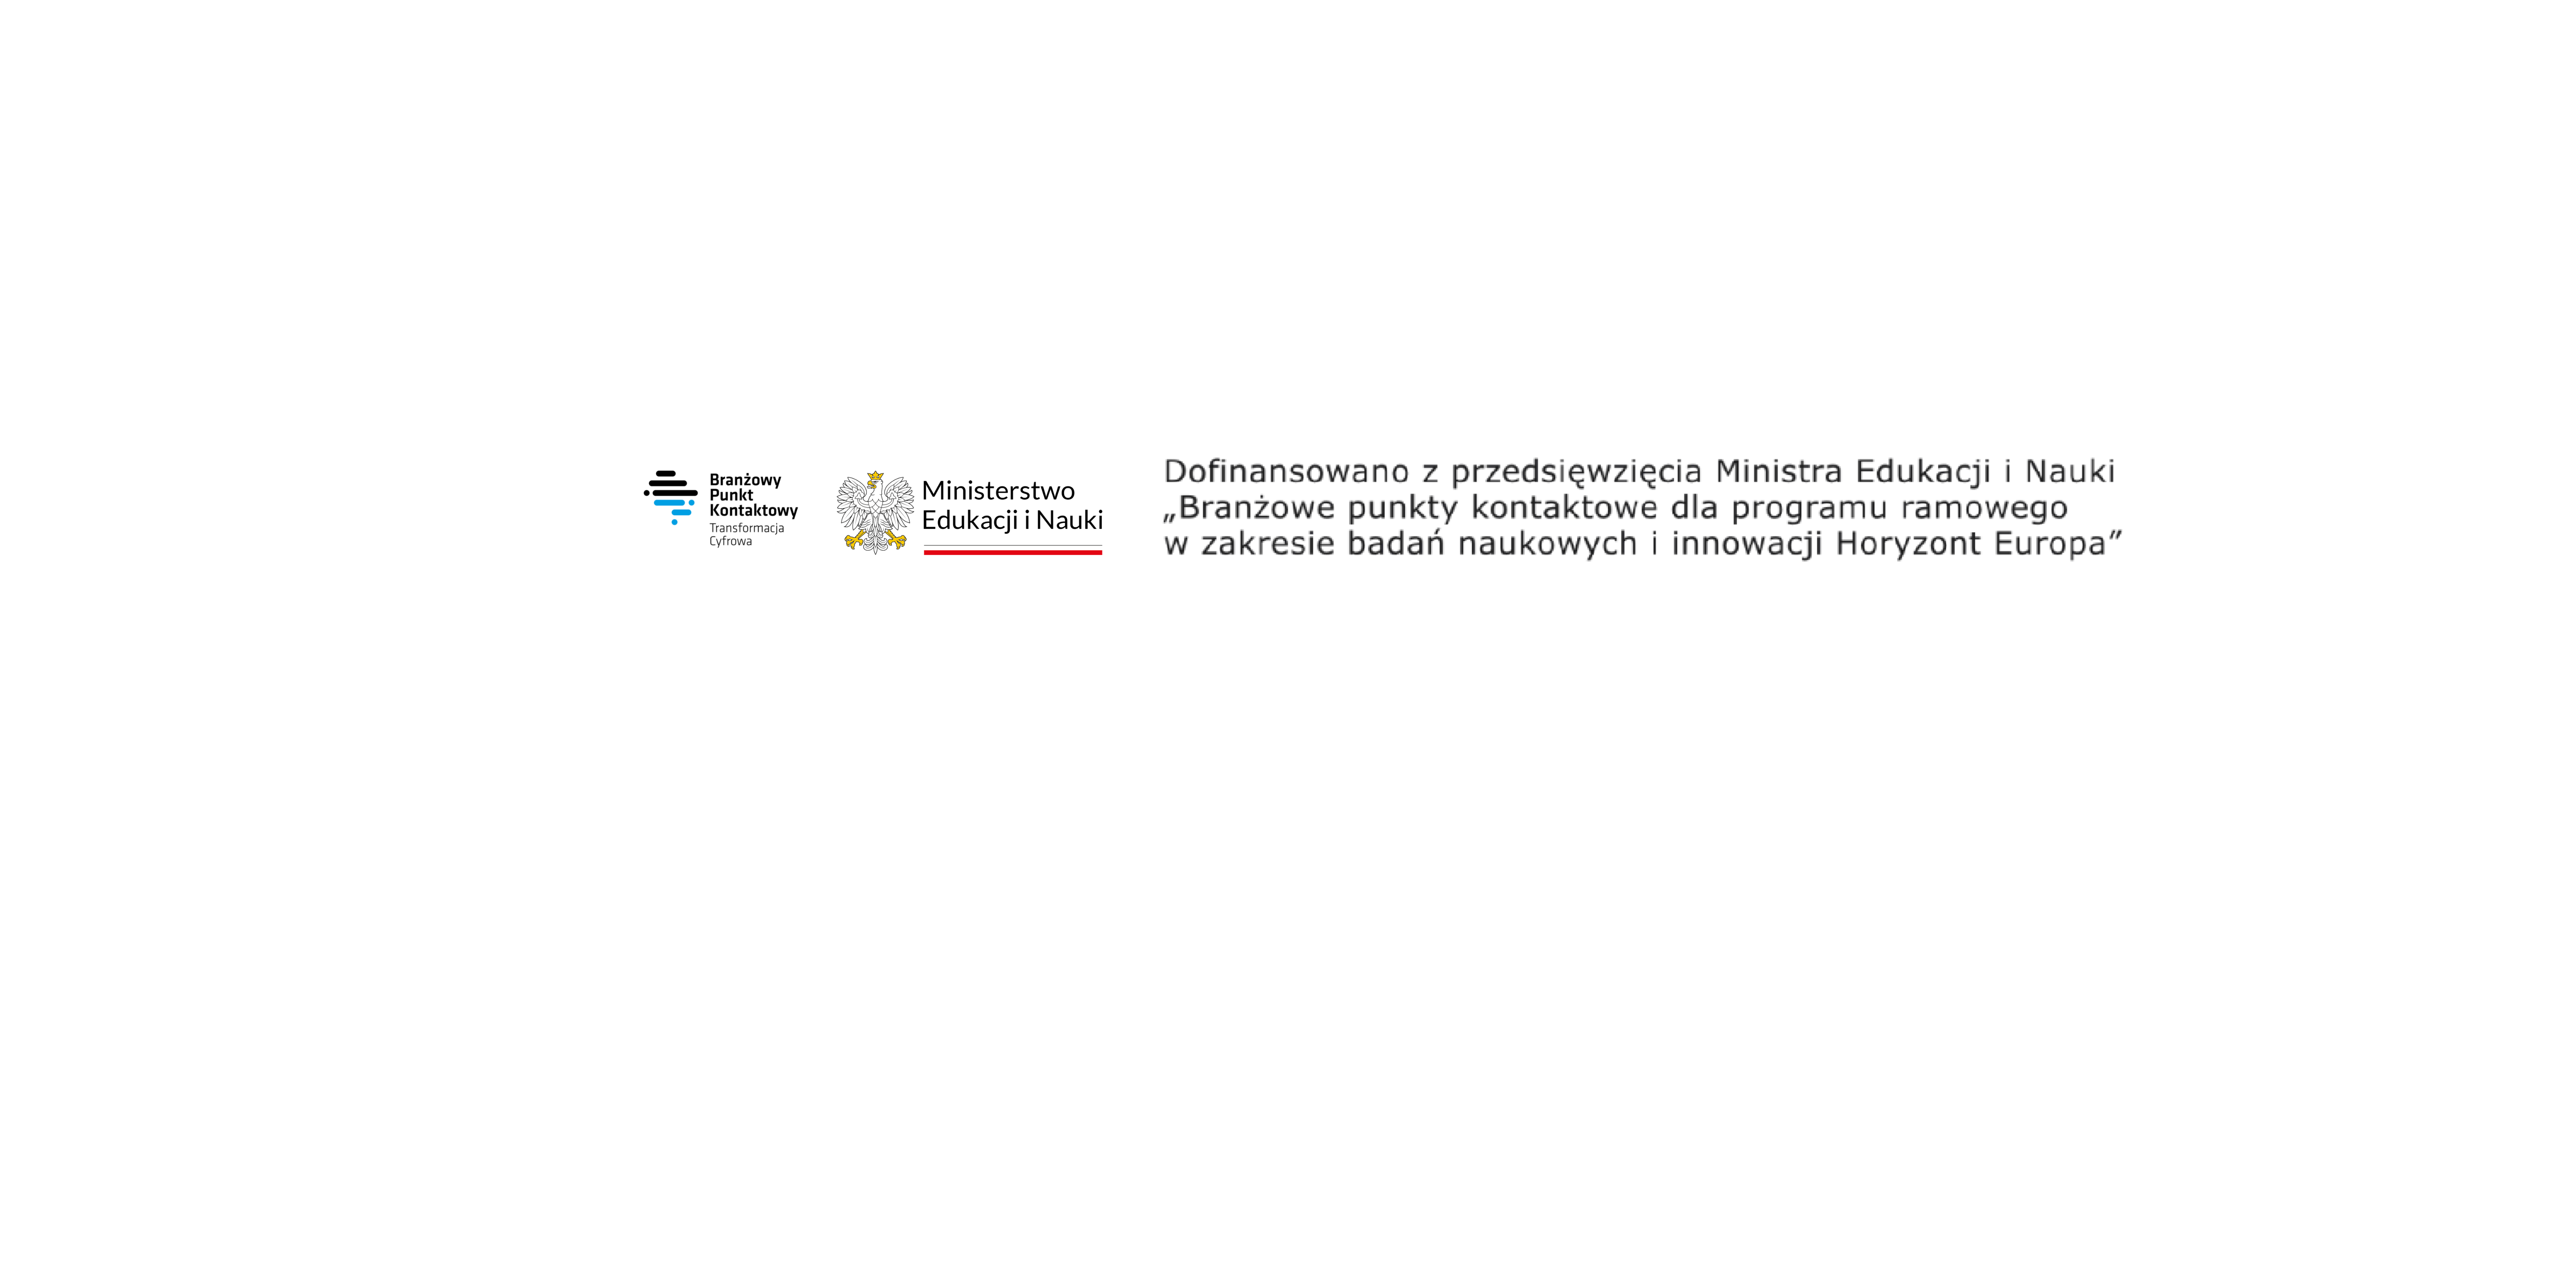 Branżowy
Punkt
Kontaktowy
Transformacja
Cyfrowa
Ministerstwo
Edukacji i Nauki
Dofinansowano z przedsięwzięcia Ministra Edukacji i Nauki
„Branżowe punkty kontaktowe dla programu ramowego
w zakresie badań naukowych i innowacji Horyzont Europa”